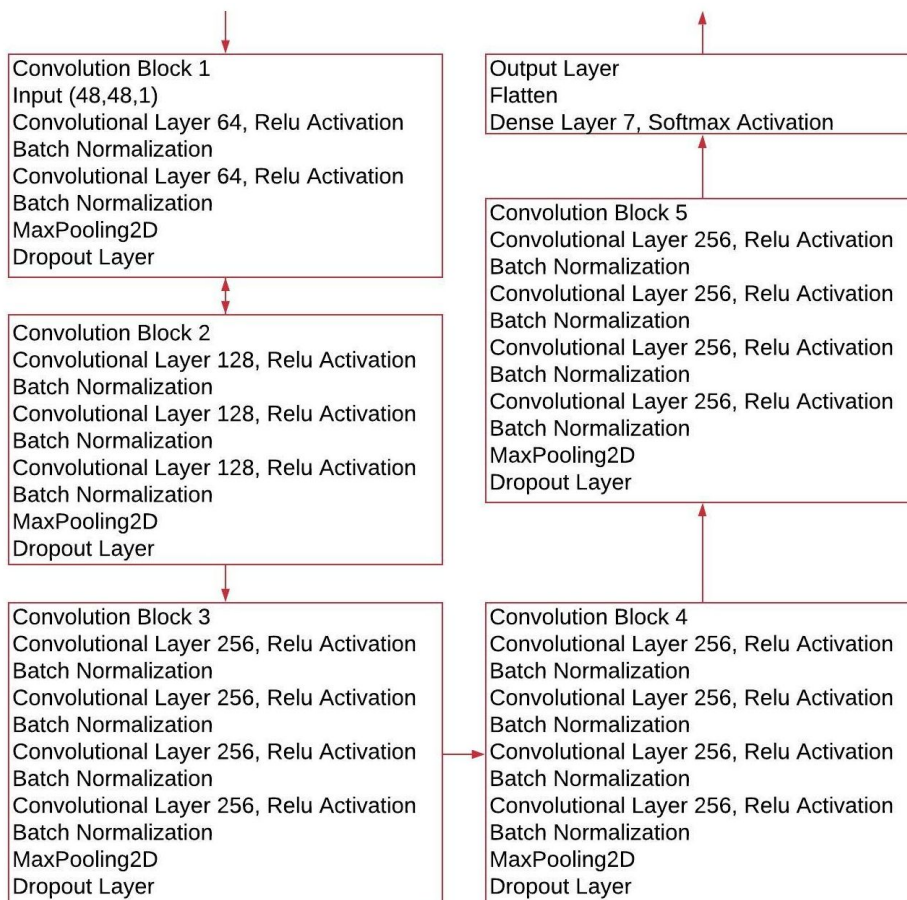 Convolution Block 1
Input (48,48,1)
Convolutional Layer 64, Relu Activation
Batch Normalization
Convolutional Layer 64, Relu Activation
Batch Normalization
MaxPooling2D
Dropout Layer
Convolution Block 2
Convolutional Layer 128, Relu Activation
Batch Normalization
Convolutional Layer 128, Relu Activation
Batch Normalization
Convolutional Layer 128, Relu Activation
Batch Normalization
MaxPooling2D
Dropout Layer
Convolution Block 3
Convolutional Layer 256, Relu Activation
Batch Normalization
Convolutional Layer 256, Relu Activation
Batch Normalization
Convolutional Layer 256, Relu Activation
Batch Normalization
Convolutional Layer 256, Relu Activation
Batch Normalization
MaxPooling2D
Dropout Layer
Convolution Block 4
Convolutional Layer 256, Relu Activation
Batch Normalization
Convolutional Layer 256, Relu Activation
Batch Normalization
Convolutional Layer 256, Relu Activation
Batch Normalization
Convolutional Layer 256, Relu Activation
Batch Normalization
MaxPooling2D
Dropout Layer
Convolution Block 5
Convolutional Layer 256, Relu Activation
Batch Normalization
Convolutional Layer 256, Relu Activation
Batch Normalization
Convolutional Layer 256, Relu Activation
Batch Normalization
Convolutional Layer 256, Relu Activation
Batch Normalization
MaxPooling2D
Dropout Layer
Output Layer
Flatten
Dense Layer 7, Softmax Activation